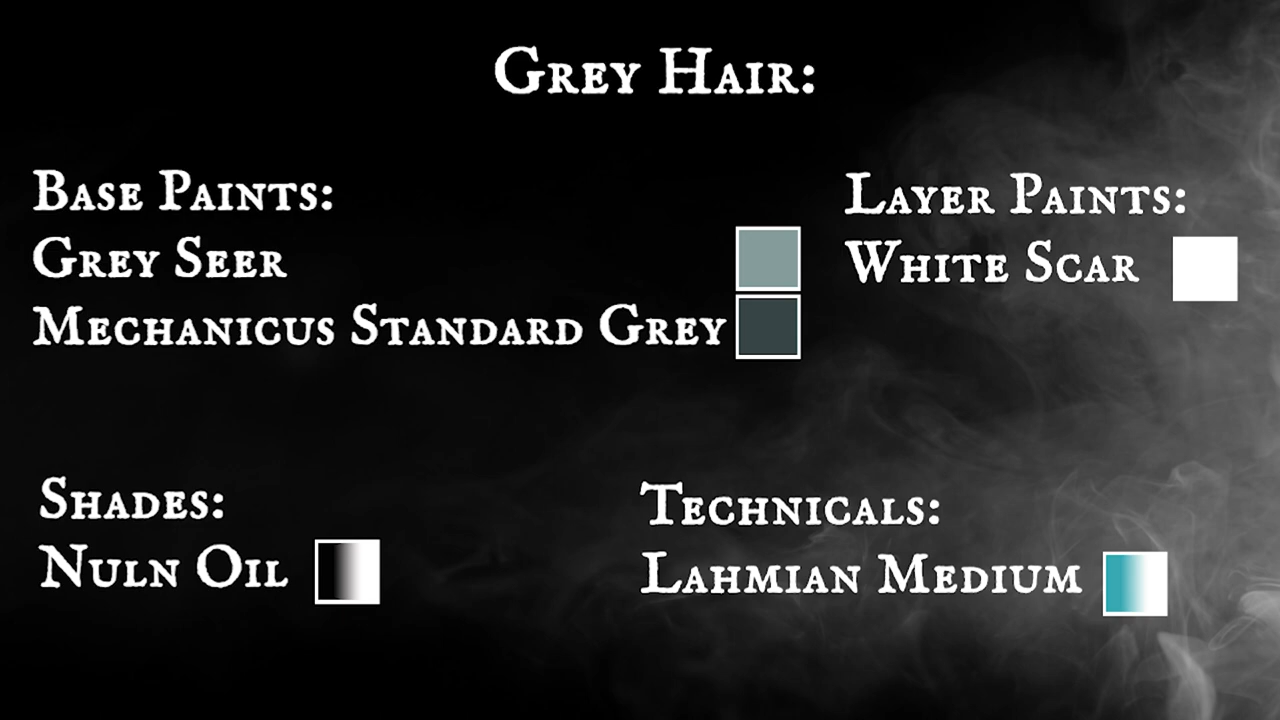 Grey Hair:
Base Paints:
Grey Seer
Mechanicus Standard Grey
Layer Paints:
White Scar
Shades:
Nuln Oil
Technicals:
Lahmian Medium